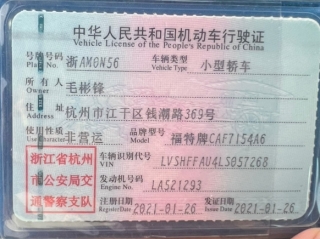 中华人民共和国机动车行驶证
Vehicle License of the People's Republic of China
号牌号码 浙AM0N56 车辆类型 小型轿车
Plate No. Vehicle Type
所有人 毛彬锋
Owner
住址 杭州市江干区钱潮路369号
Address
使用性质 非营运 品牌型号 福特牌CAF7154A6
Use Character Model
浙江省杭州
市公安局交
通警察支队
车辆识别代号 LVSHFFAU4LS057268
VIN
发动机号码 LA521293
Engine No.
注册日期 2021-01-26 发证日期 2021-01-26
Register Date Issue Date